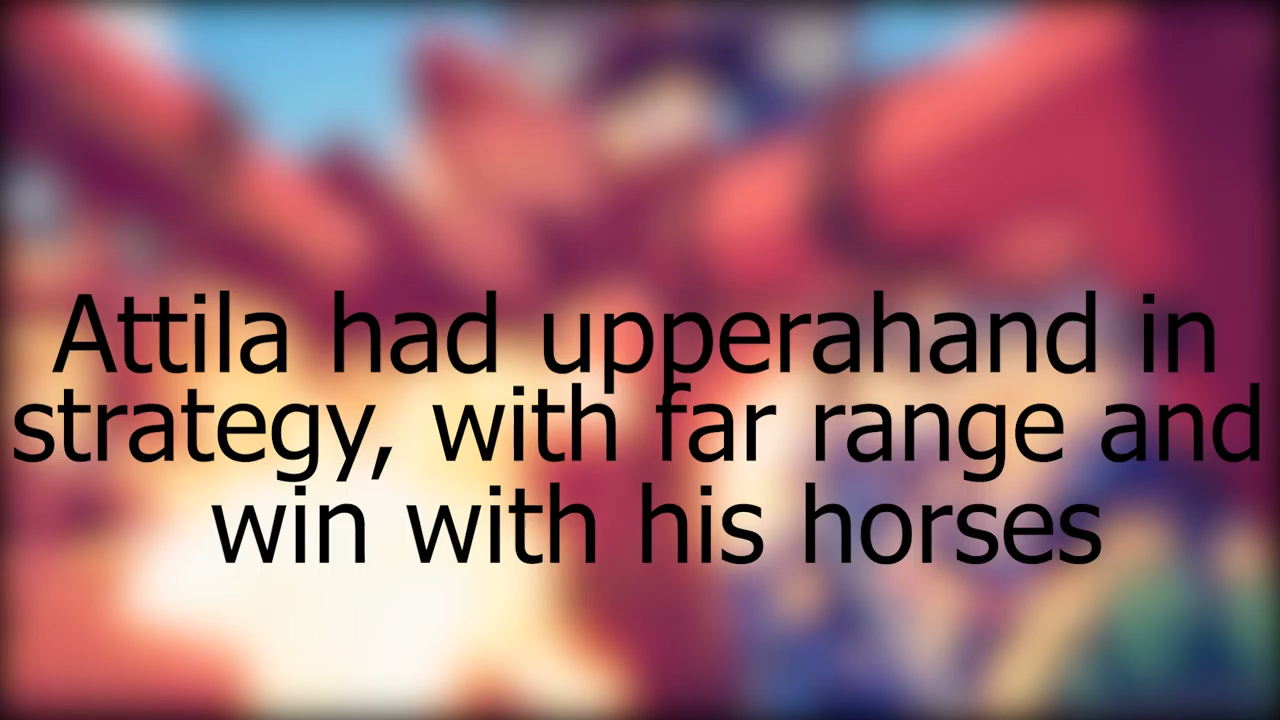 Attila had upperahand in
strategy, with far range and
win with his horses